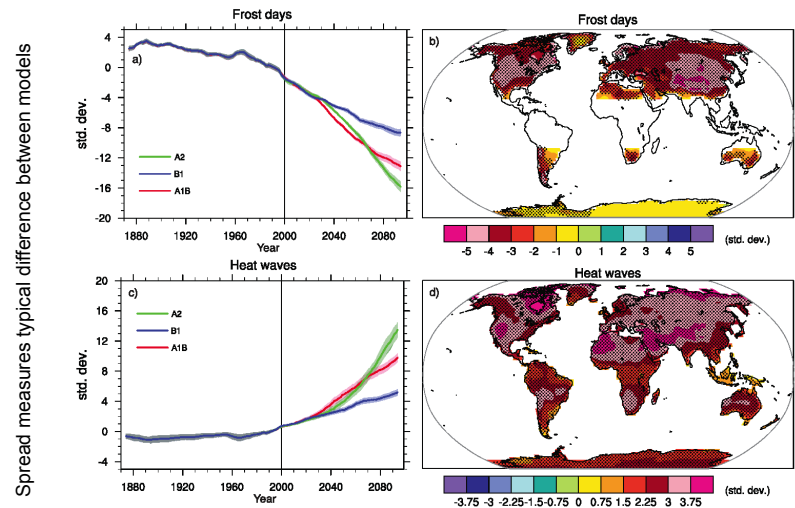 Spread measures typical difference between models
Frost days
4
0
-4
-8
-12
-16
-20
std. dev.
a)
A2
B1
A1B
1880 1920 1960 2000 2040 2080
Year
Frost days
b)
-5 -4 -3 -2 -1 0 1 2 3 4 5 (std. dev.)
Heat waves
20
16
12
8
4
0
-4
std. dev.
c)
A2
B1
A1B
1880 1920 1960 2000 2040 2080
Year
Heat waves
d)
-3.75 -3 -2.25 -1.5 -0.75 0 0.75 1.5 2.25 3 3.75 (std. dev.)